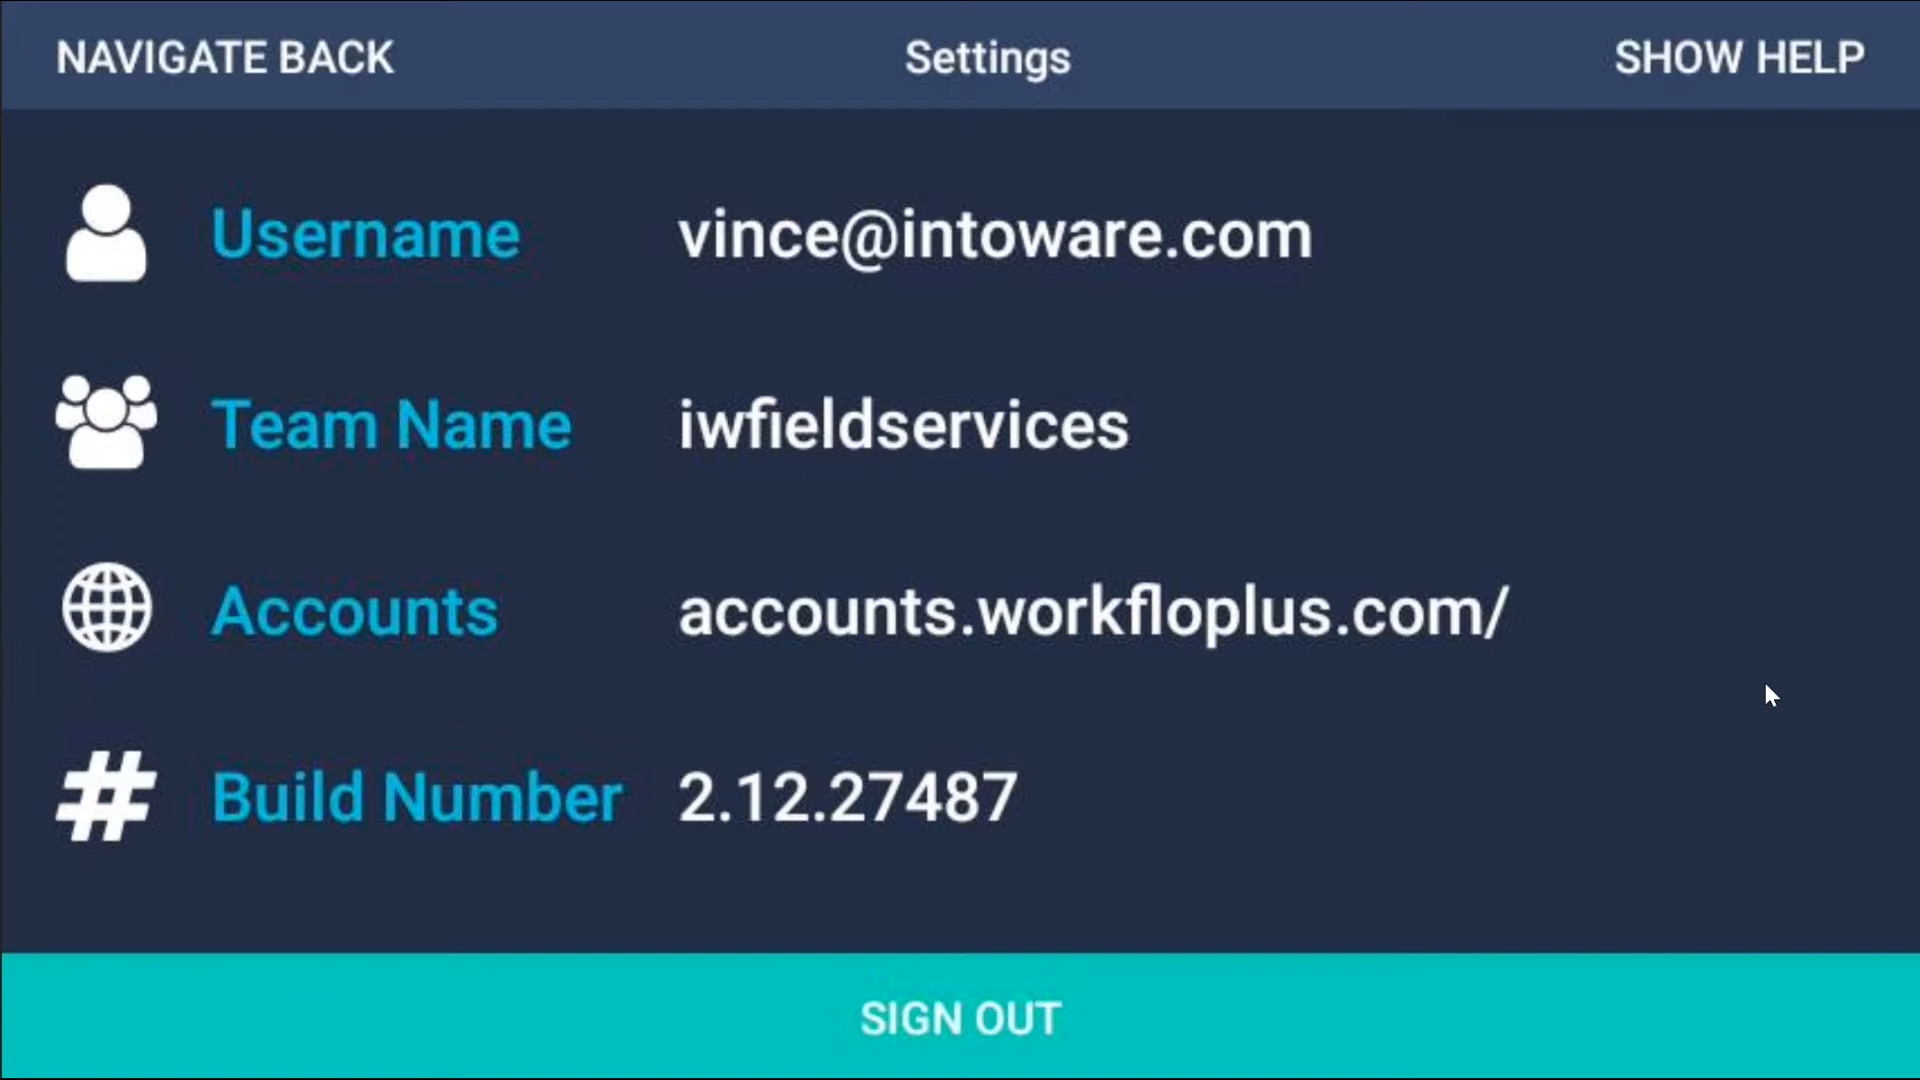 NAVIGATE BACK Settings SHOW HELP
Username vince@intoware.com
Team Name iwfieldservices
Accounts accounts.workfloplus.com/
Build Number 2.12.27487
SIGN OUT